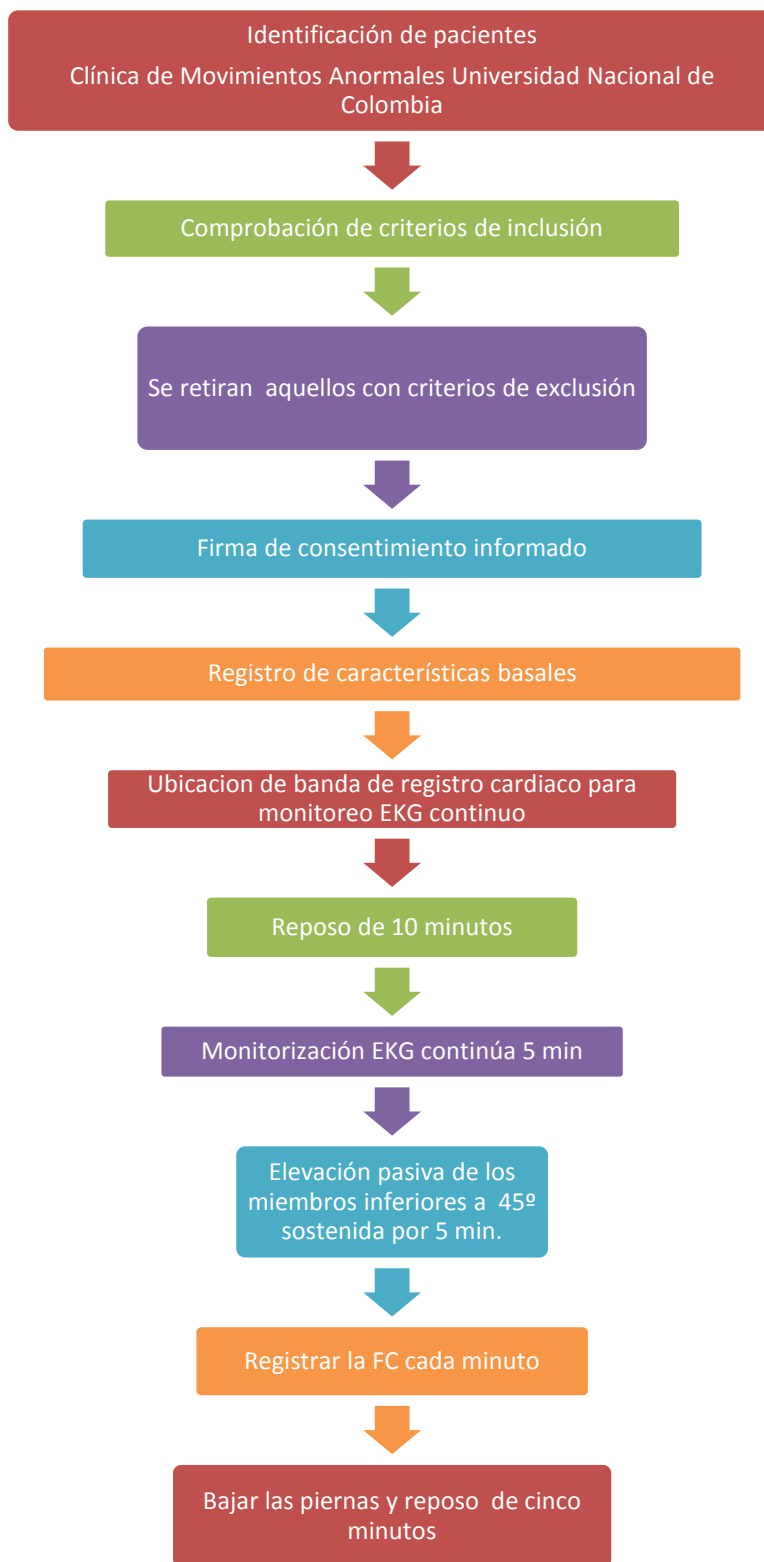 Identificación de pacientes
Clínica de Movimientos Anormales Universidad Nacional de
Colombia
Comprobación de criterios de inclusión
Se retiran aquellos con criterios de exclusión
Firma de consentimiento informado
Registro de características basales
Ubicacion de banda de registro cardiaco para
monitoreo EKG continuo
Reposo de 10 minutos
Monitorización EKG continúa 5 min
Elevación pasiva de los
miembros inferiores a 45º
sostenida por 5 min.
Registrar la FC cada minuto
Bajar las piernas y reposo de cinco
minutos